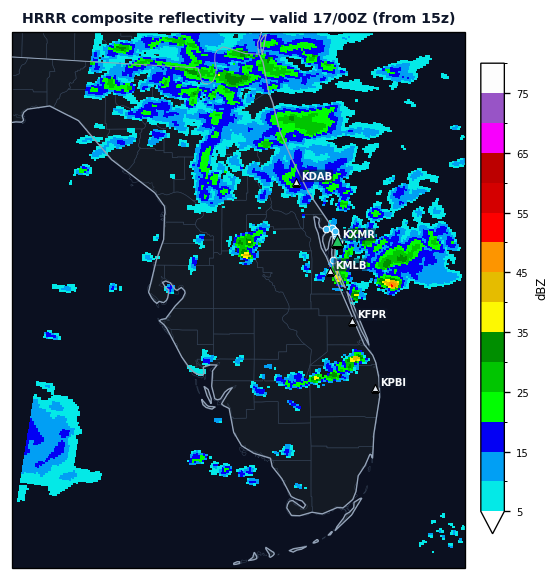 HRRR composite reflectivity — valid 17/00Z (from 15z)
KDAB
KXMR
KMLB
KFPR
KPBI
75
65
55
45
35
25
15
5
dBZ